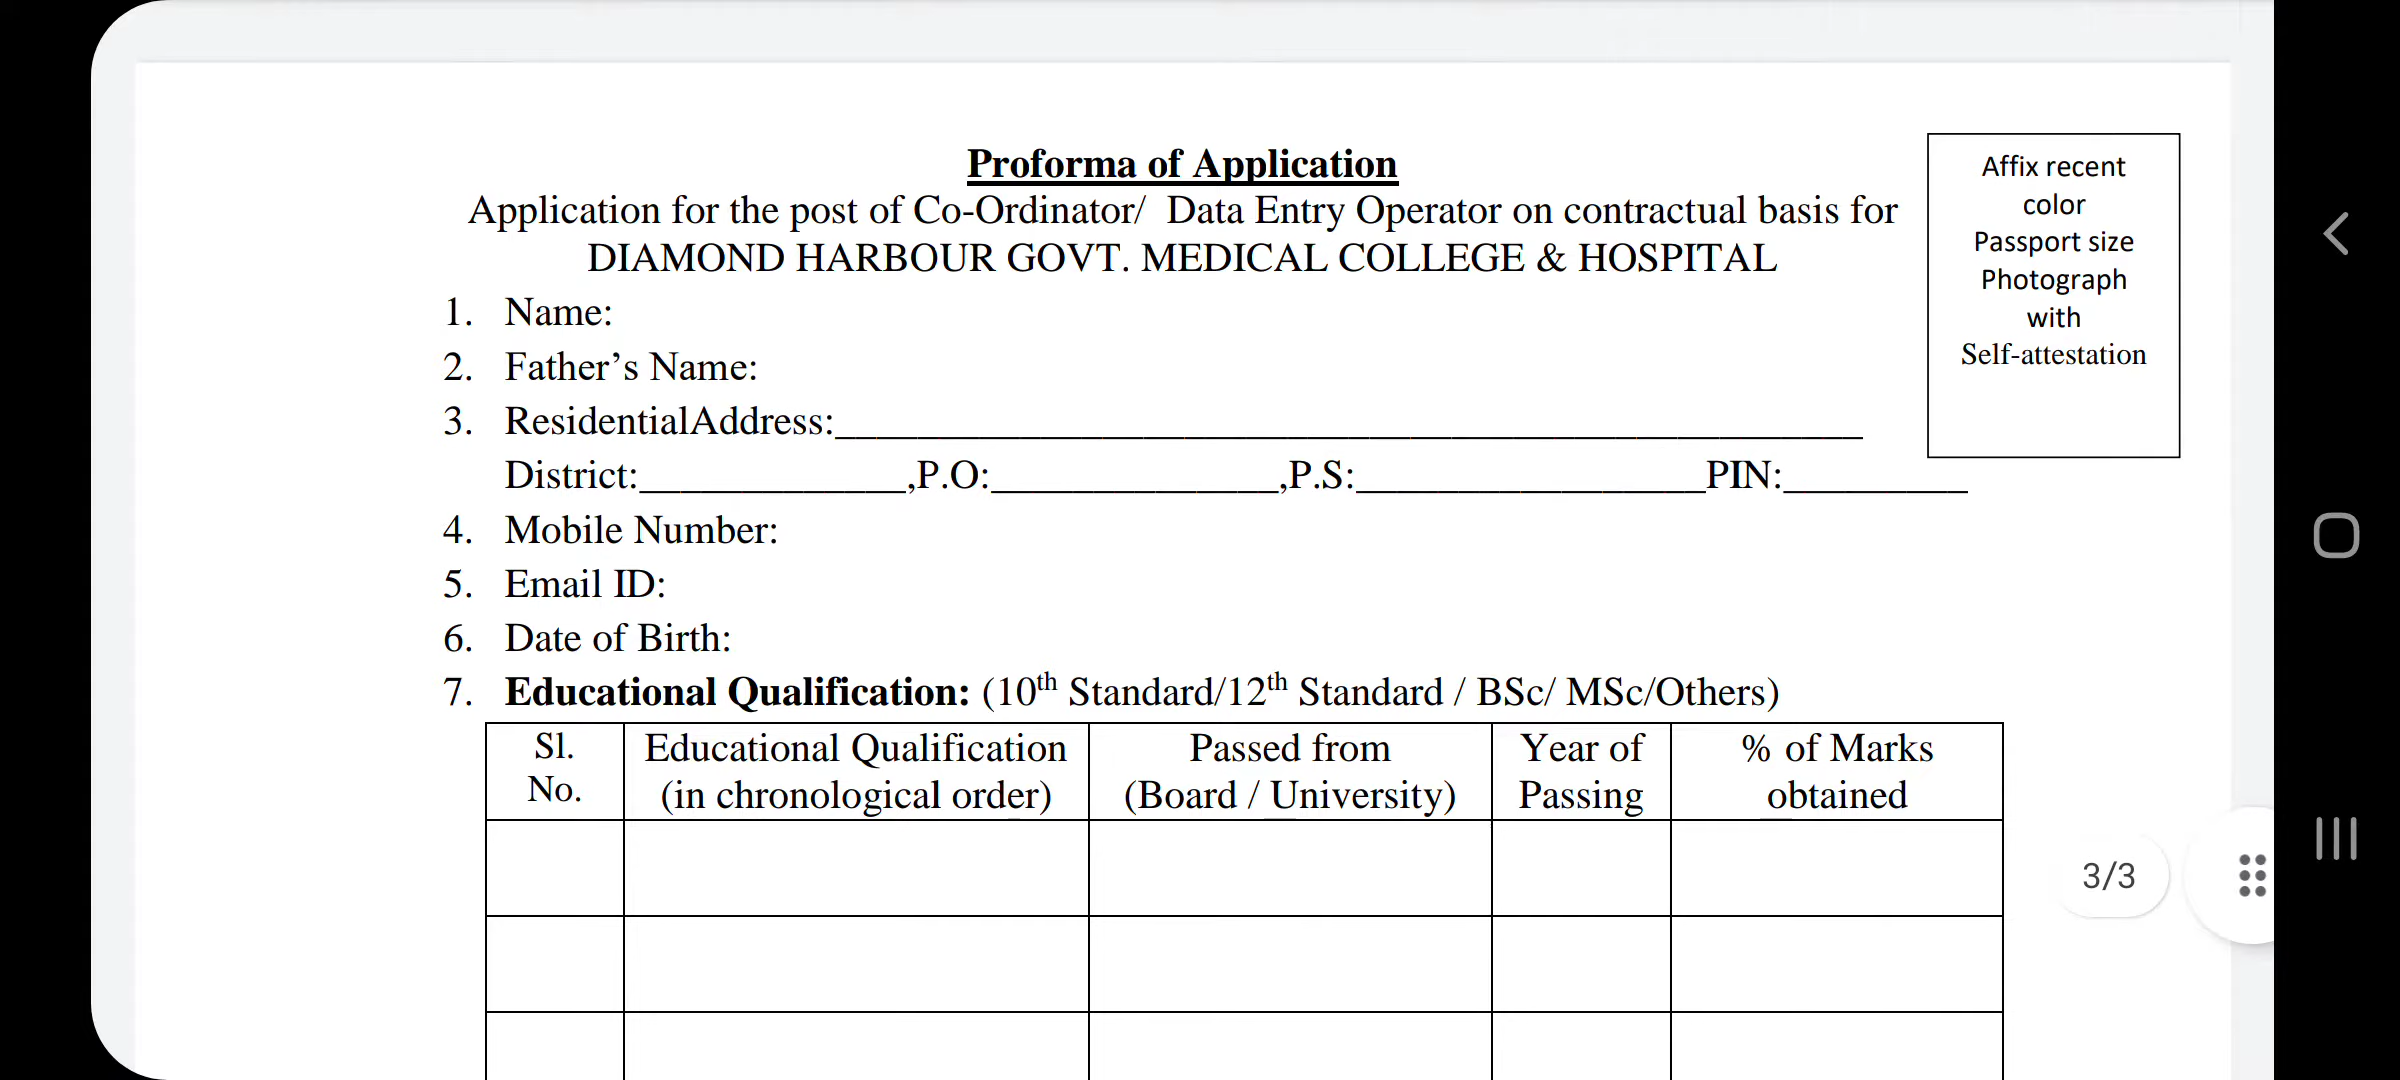 Proforma of Application
Application for the post of Co-Ordinator/ Data Entry Operator on contractual basis for
DIAMOND HARBOUR GOVT. MEDICAL COLLEGE & HOSPITAL
Affix recent
color
Passport size
Photograph
with
Self-attestation
1. Name:
2. Father’s Name:
3. ResidentialAddress:__________________________________________________
District:_____________,P.O:______________,P.S:_________________PIN:_________
4. Mobile Number:
5. Email ID:
6. Date of Birth:
7. Educational Qualification: (10th Standard/12th Standard / BSc/ MSc/Others)
Sl. No.
Educational Qualification (in chronological order)
Passed from (Board / University)
Year of Passing
% of Marks obtained
3/3